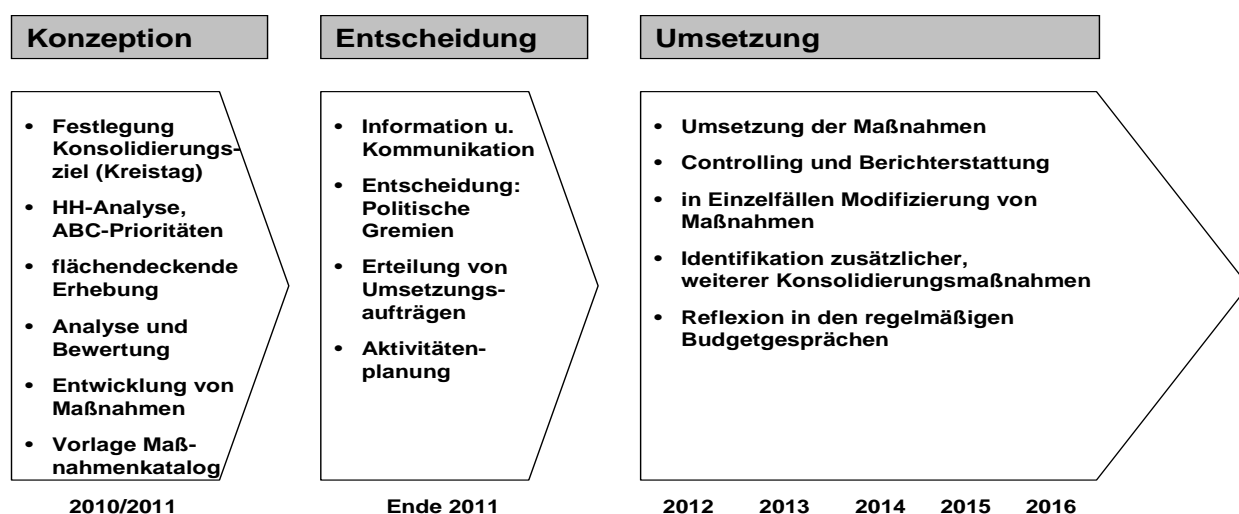 Konzeption
• Festlegung
Konsolidierungs-
ziel (Kreistag)
• HH-Analyse,
ABC-Prioritäten
• flächendeckende
Erhebung
• Analyse und
Bewertung
• Entwicklung von
Maßnahmen
• Vorlage Maß-
nahmenkatalog
2010/2011
Entscheidung
• Information u.
Kommunikation
• Entscheidung:
Politische
Gremien
• Erteilung von
Umsetzungs-
aufträgen
• Aktivitäten-
planung
Ende 2011
Umsetzung
• Umsetzung der Maßnahmen
• Controlling und Berichterstattung
• in Einzelfällen Modifizierung von
Maßnahmen
• Identifikation zusätzlicher,
weiterer Konsolidierungsmaßnahmen
• Reflexion in den regelmäßigen
Budgetgesprächen
2012 2013 2014 2015 2016